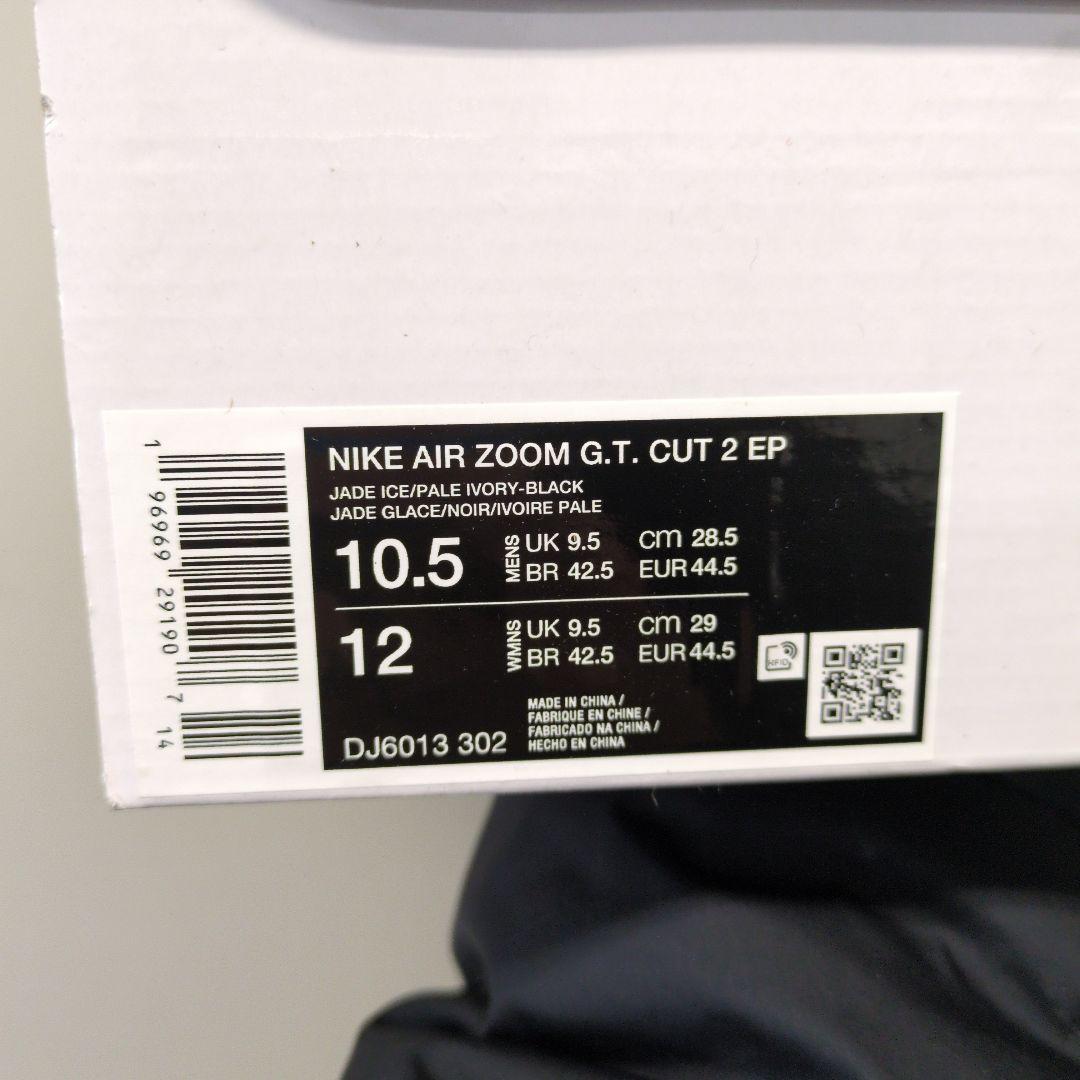 1 96969 29190 7 14
NIKE AIR ZOOM G.T. CUT 2 EP
JADE ICE/PALE IVORY-BLACK
JADE GLACE/NOIR/IVOIRE PALE
10.5 MENS UK 9.5 cm 28.5
BR 42.5 EUR 44.5
12 WMNS UK 9.5 cm 29
BR 42.5 EUR 44.5
RFID
MADE IN CHINA /
FABRIQUE EN CHINE /
FABRICADO NA CHINA /
HECHO EN CHINA
DJ6013 302